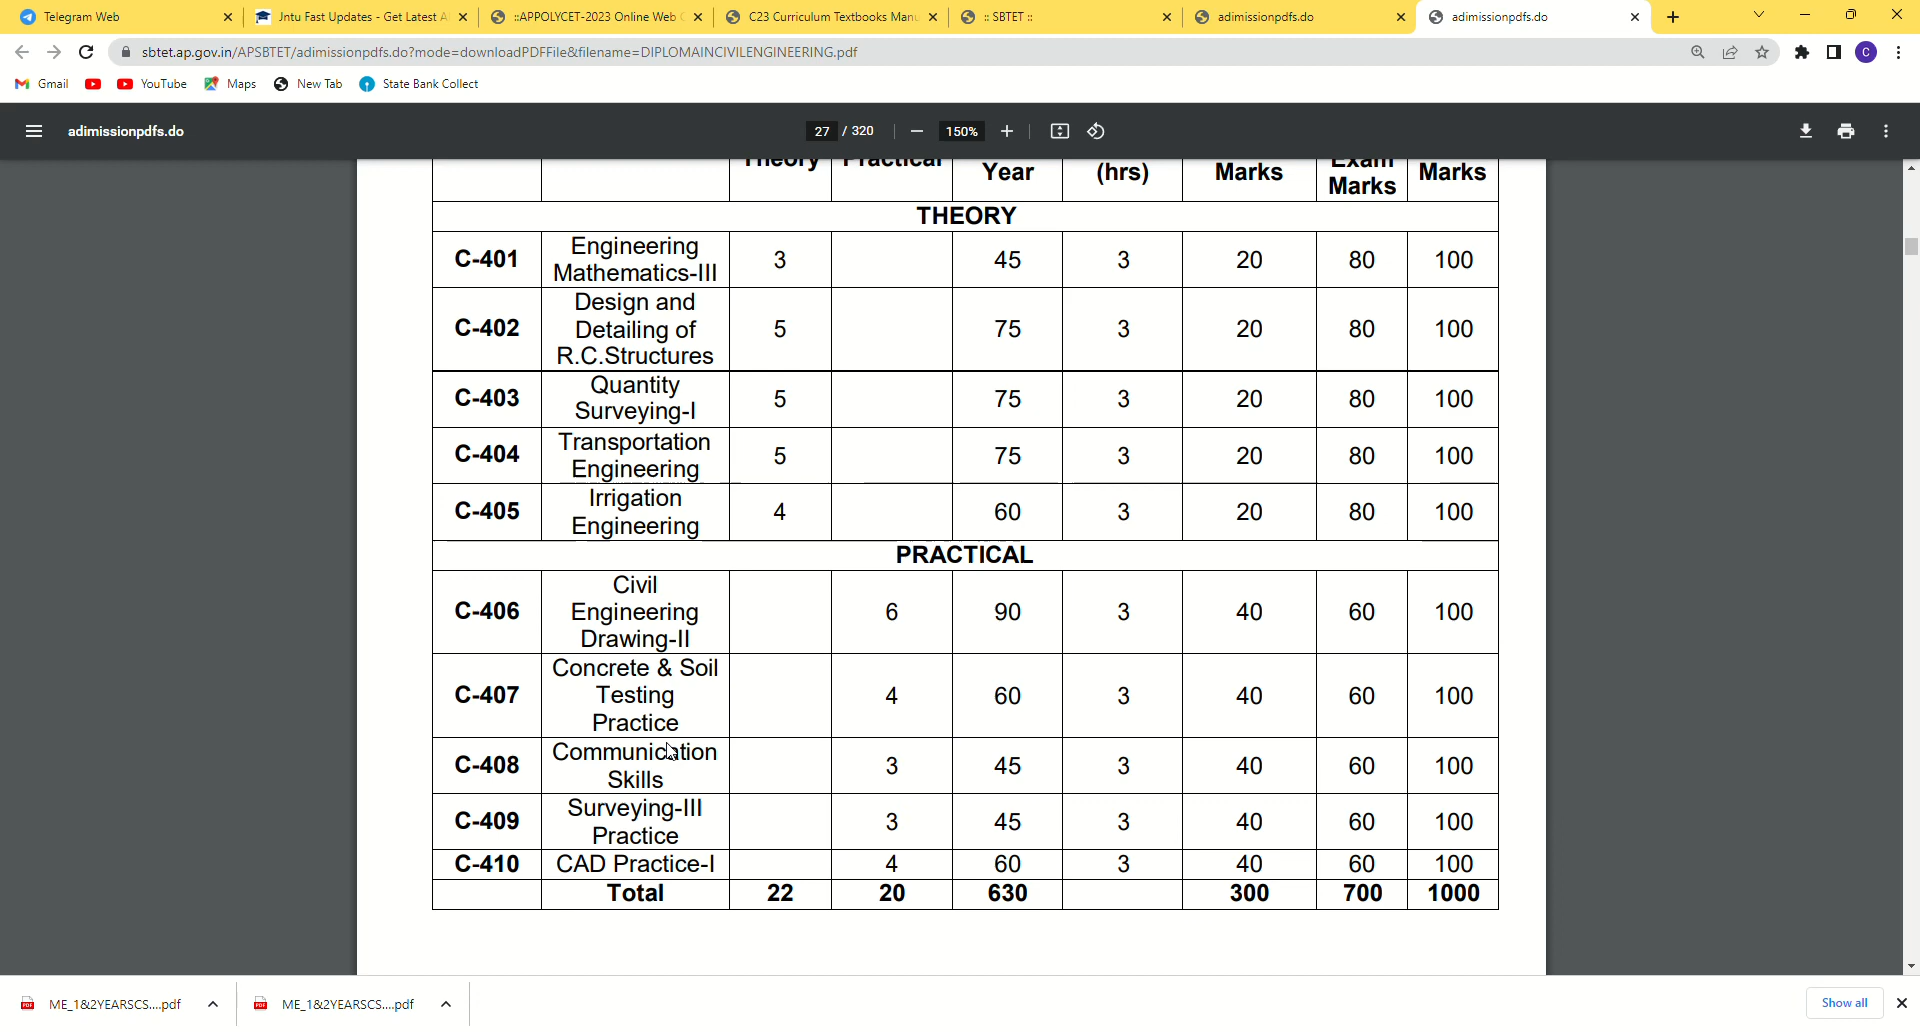 Telegram Web
Jntu Fast Updates - Get Latest A
::APPOLYCET-2023 Online Web C
C23 Curriculum Textbooks Manu
:: SBTET ::
adimissionpdfs.do
adimissionpdfs.do
sbtet.ap.gov.in/APSBTET/adimissionpdfs.do?mode=downloadPDFFile&filename=DIPLOMAINCIVILENGINEERING.pdf
C
Gmail
YouTube
Maps
New Tab
State Bank Collect
adimissionpdfs.do
27 / 320
150%
Theory Practical Year (hrs) Marks Exam Marks Marks
THEORY
C-401 Engineering Mathematics-III 3 45 3 20 80 100
C-402 Design and Detailing of R.C.Structures 5 75 3 20 80 100
C-403 Quantity Surveying-I 5 75 3 20 80 100
C-404 Transportation Engineering 5 75 3 20 80 100
C-405 Irrigation Engineering 4 60 3 20 80 100
PRACTICAL
C-406 Civil Engineering Drawing-II 6 90 3 40 60 100
C-407 Concrete & Soil Testing Practice 4 60 3 40 60 100
C-408 Communication Skills 3 45 3 40 60 100
C-409 Surveying-III Practice 3 45 3 40 60 100
C-410 CAD Practice-I 4 60 3 40 60 100
Total 22 20 630 300 700 1000
ME_1&2YEARSCS....pdf
ME_1&2YEARSCS....pdf
Show all